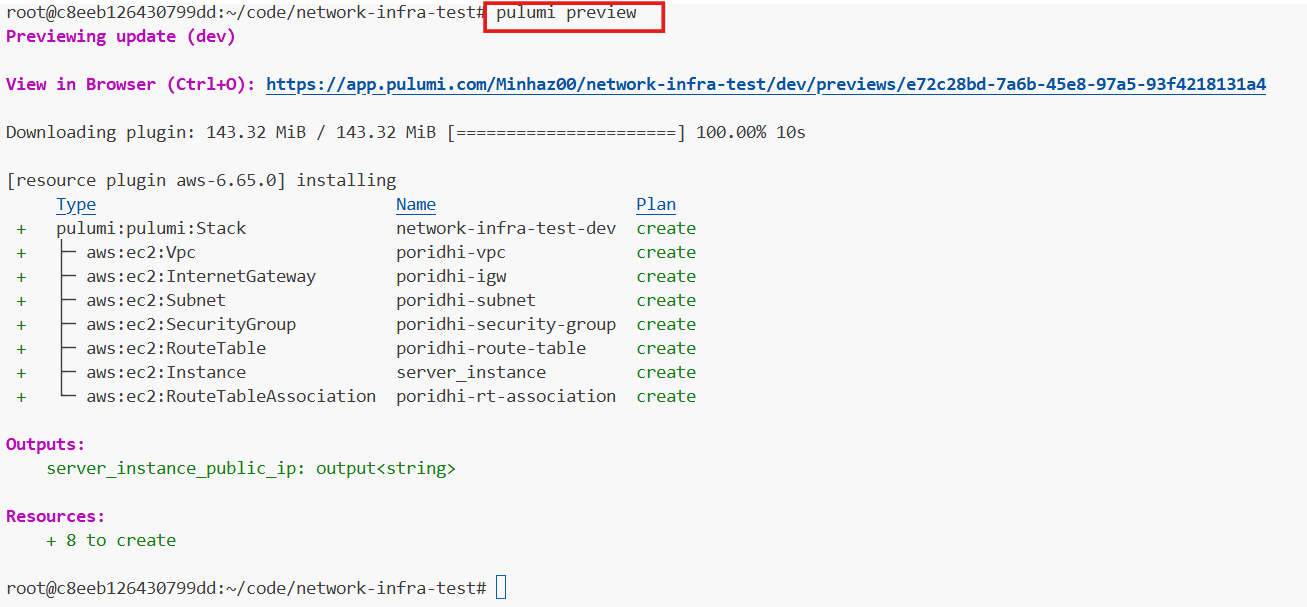 root@c8eeb126430799dd:~/code/network-infra-test# pulumi preview
Previewing update (dev)
View in Browser (Ctrl+O): https://app.pulumi.com/Minhaz00/network-infra-test/dev/previews/e72c28bd-7a6b-45e8-97a5-93f4218131a4
Downloading plugin: 143.32 MiB / 143.32 MiB [======================] 100.00% 10s
[resource plugin aws-6.65.0] installing
Type Name Plan
+ pulumi:pulumi:Stack network-infra-test-dev create
+ ├─ aws:ec2:Vpc poridhi-vpc create
+ ├─ aws:ec2:InternetGateway poridhi-igw create
+ ├─ aws:ec2:Subnet poridhi-subnet create
+ ├─ aws:ec2:SecurityGroup poridhi-security-group create
+ ├─ aws:ec2:RouteTable poridhi-route-table create
+ ├─ aws:ec2:Instance server_instance create
+ └─ aws:ec2:RouteTableAssociation poridhi-rt-association create
Outputs:
server_instance_public_ip: output<string>
Resources:
+ 8 to create
root@c8eeb126430799dd:~/code/network-infra-test#